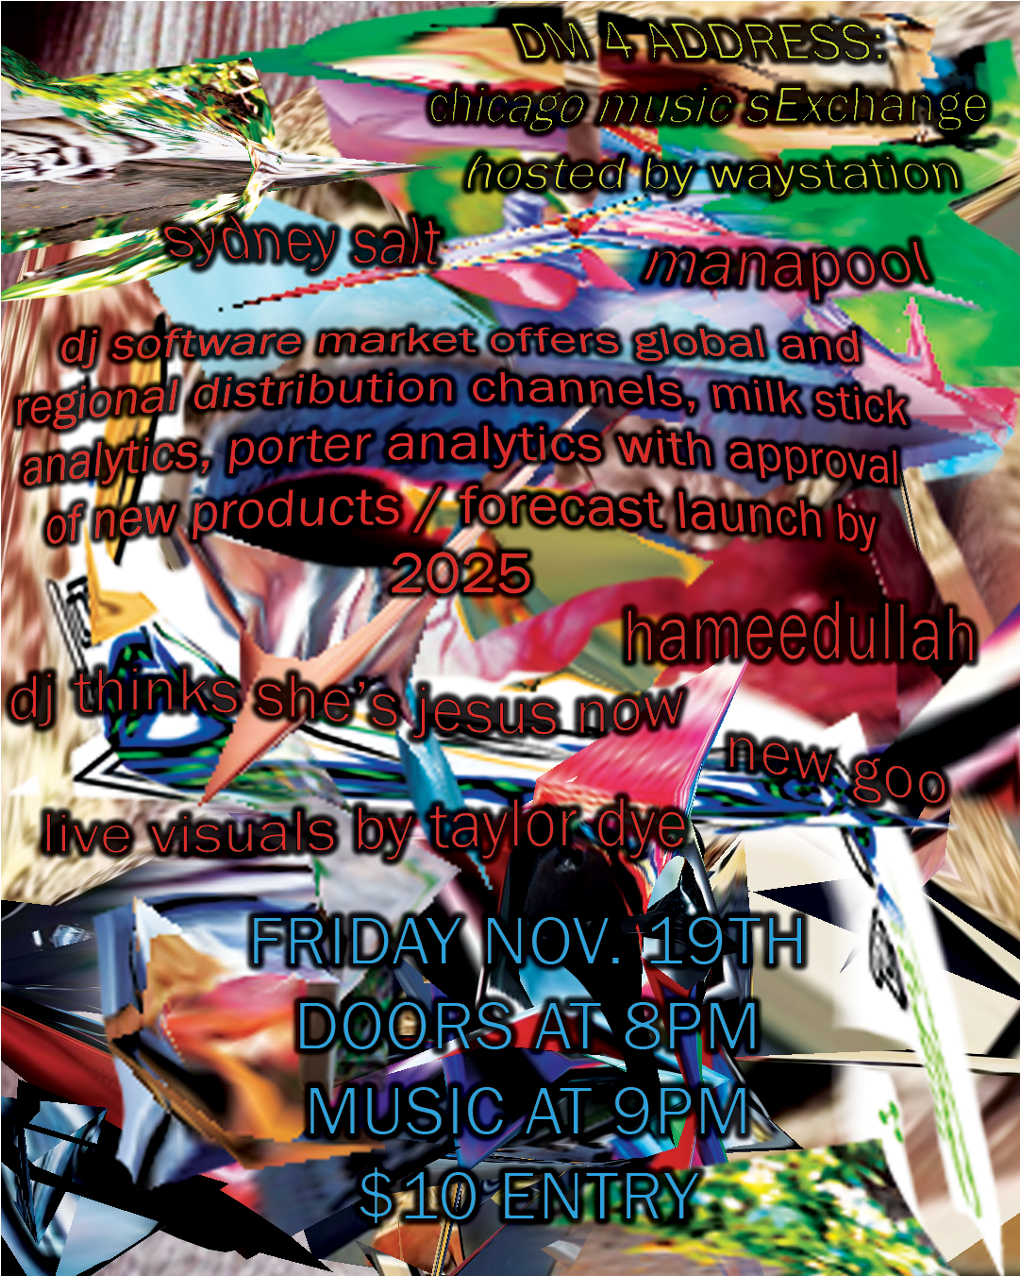 DM 4 ADDRESS:
chicago music sExchange
hosted by waystation
sydney salt
manapool
dj software market offers global and
regional distribution channels, milk stick
analytics, porter analytics with approval
of new products / forecast launch by
2025
hameedullah
dj thinks she's jesus now
new goo
live visuals by taylor dye
FRIDAY NOV. 19TH
DOORS AT 8PM
MUSIC AT 9PM
$10 ENTRY